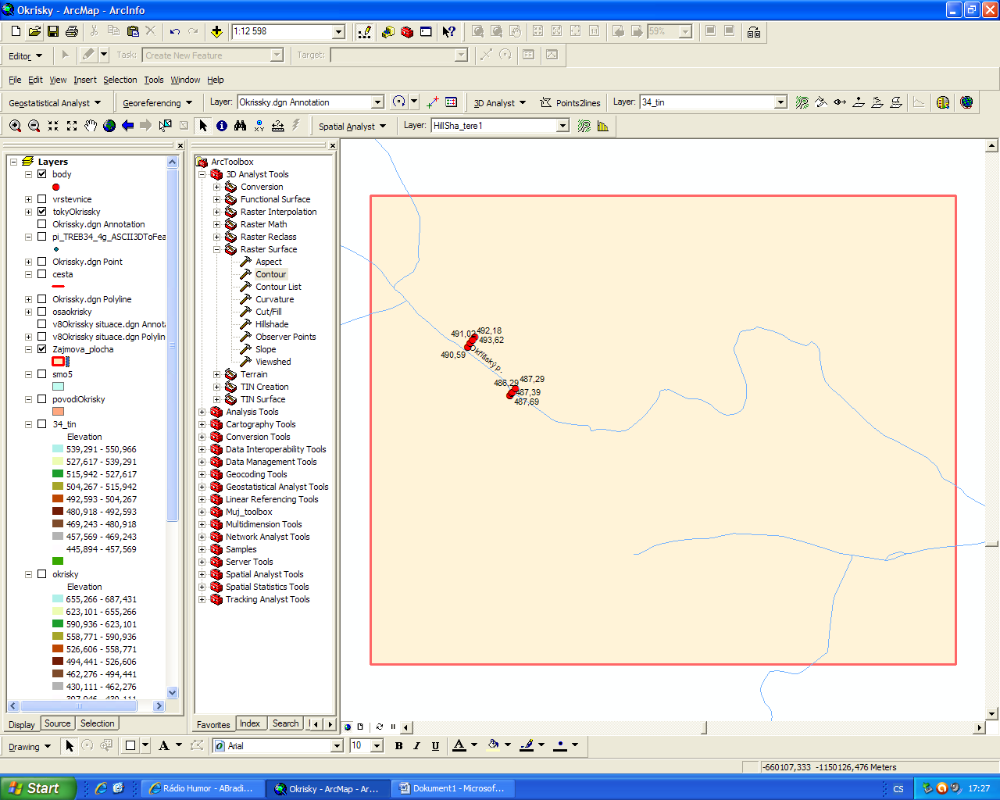 Okrisky - ArcMap - ArcInfo
1:12 598
59%
Editor
Task:
Create New Feature
Target:
File Edit View Insert Selection Tools Window Help
Geostatistical Analyst
Georeferencing
Layer:
Okrissky.dgn Annotation
3D Analyst
Points2lines
Layer:
34_tin
Spatial Analyst
Layer:
HillSha_tere1
Layers
body
vrstevnice
tokyOkrissky
Okrissky.dgn Annotation
pi_TREB34_4g_ASCII3DToFea
Okrissky.dgn Point
cesta
Okrissky.dgn Polyline
osaokrisky
v8Okrissky situace.dgn Annot
v8Okrissky situace.dgn Polylin
Zajmova_plocha
smo5
povodiOkrisky
34_tin
Elevation
539,291 - 550,966
527,617 - 539,291
515,942 - 527,617
504,267 - 515,942
492,593 - 504,267
480,918 - 492,593
469,243 - 480,918
457,569 - 469,243
445,894 - 457,569
okrisky
Elevation
655,266 - 687,431
623,101 - 655,266
590,936 - 623,101
558,771 - 590,936
526,606 - 558,771
494,441 - 526,606
462,276 - 494,441
430,111 - 462,276
397,946 - 430,111
Display Source Selection
ArcToolbox
3D Analyst Tools
Conversion
Functional Surface
Raster Interpolation
Raster Math
Raster Reclass
Raster Surface
Aspect
Contour
Contour List
Curvature
Cut/Fill
Hillshade
Observer Points
Slope
Viewshed
Terrain
TIN Creation
TIN Surface
Analysis Tools
Cartography Tools
Conversion Tools
Data Interoperability Tools
Data Management Tools
Geocoding Tools
Geostatistical Analyst Tools
Linear Referencing Tools
Muj_toolbox
Multidimension Tools
Network Analyst Tools
Samples
Server Tools
Spatial Analyst Tools
Spatial Statistics Tools
Tracking Analyst Tools
Favorites Index Search
492,18
491,02
493,62
490,59
Okříšský p.
486,29
487,29
487,39
487,69
Drawing
A
Arial
10
B I U
A
-660107,333 -1150126,476 Meters
Start
Rádio Humor - ABradi...
Okrisky - ArcMap - Ar...
Dokument1 - Microsof...
CS
17:27